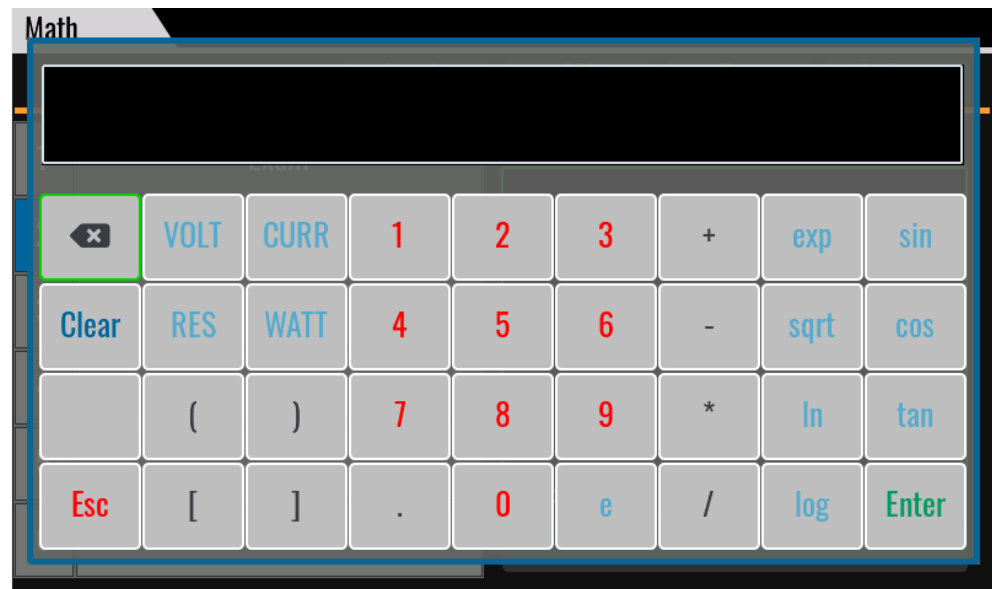 Math
VOLT CURR 1 2 3 + exp sin
Clear RES WATT 4 5 6 - sqrt cos
( ) 7 8 9 * ln tan
Esc [ ] . 0 e / log Enter